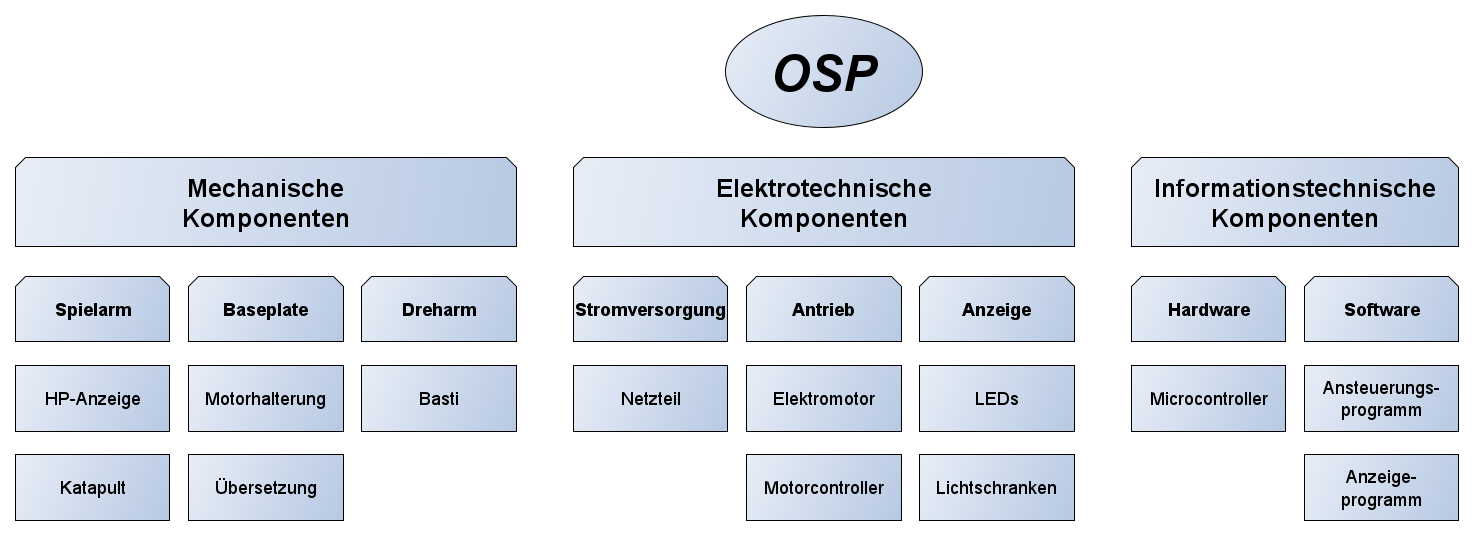 OSP
Mechanische
Komponenten
Elektrotechnische
Komponenten
Informationstechnische
Komponenten
Spielarm
Baseplate
Dreharm
Stromversorgung
Antrieb
Anzeige
Hardware
Software
HP-Anzeige
Motorhalterung
Basti
Netzteil
Elektromotor
LEDs
Microcontroller
Ansteuerungs-
programm
Katapult
Übersetzung
Motorcontroller
Lichtschranken
Anzeige-
programm